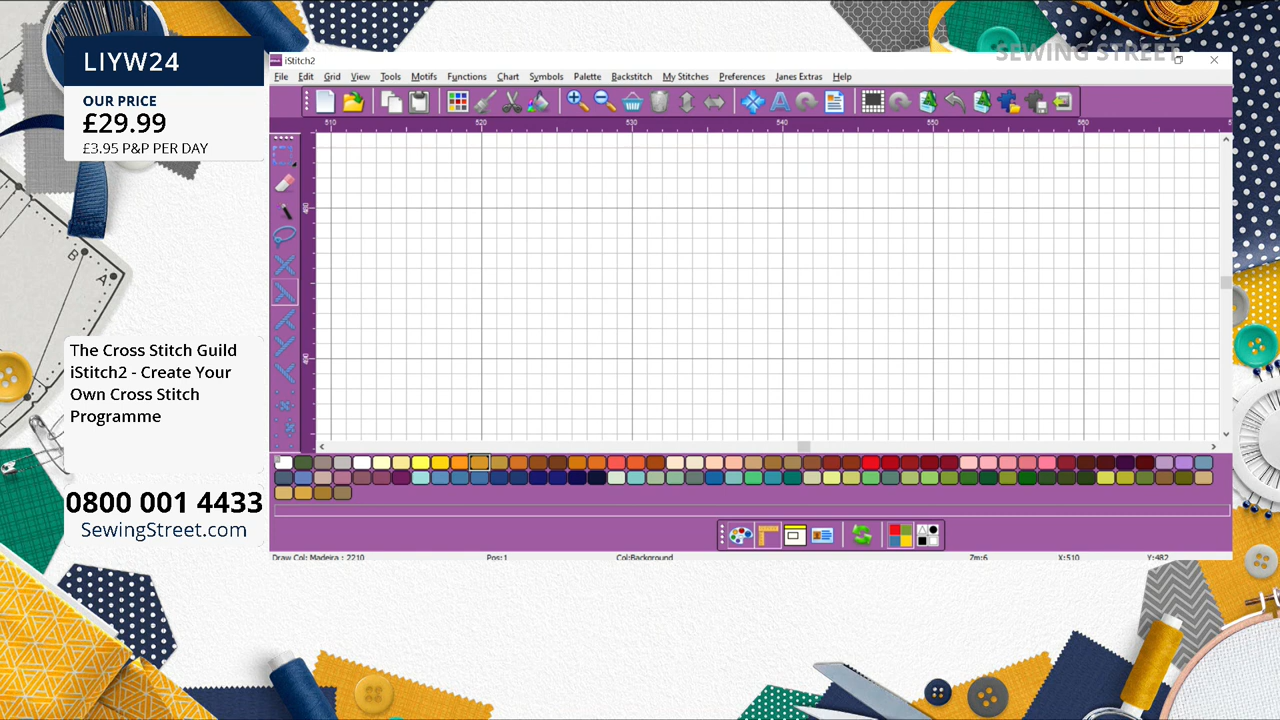 LIYW24
OUR PRICE
£29.99
£3.95 P&P PER DAY
The Cross Stitch Guild
iStitch2 - Create Your
Own Cross Stitch
Programme
0800 001 4433
SewingStreet.com
SEWING STREET
iStitch2
File Edit Grid View Tools Motifs Functions Chart Symbols Palette Backstitch My Stitches Preferences Janes Extras Help
510 520 530 540 550 560
480
490
Draw Col: Madeira : 2210 Pos:1 Col:Background Zm:6 X:510 Y:482
B
A